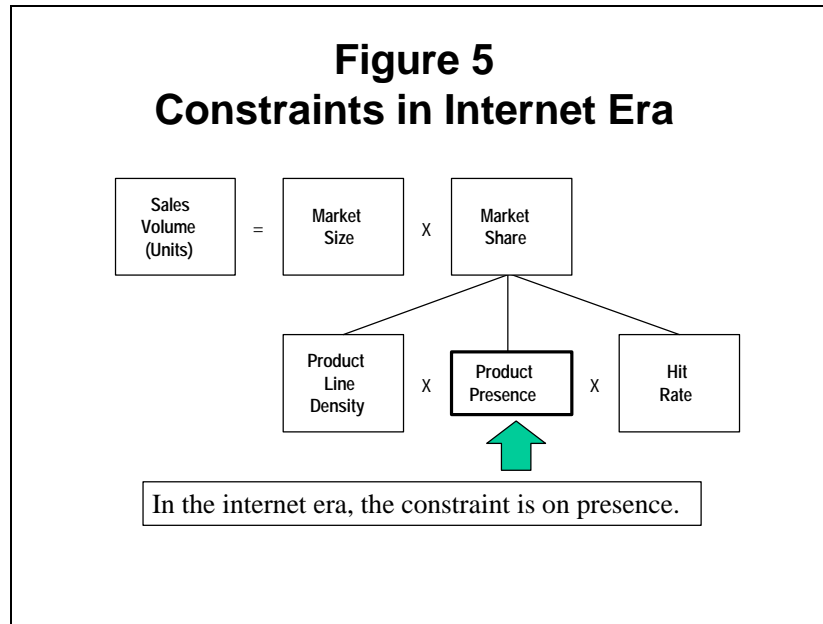 Figure 5
Constraints in Internet Era
Sales
Volume
(Units)
=
Market
Size
X
Market
Share
Product
Line
Density
X
Product
Presence
X
Hit
Rate
In the internet era, the constraint is on presence.